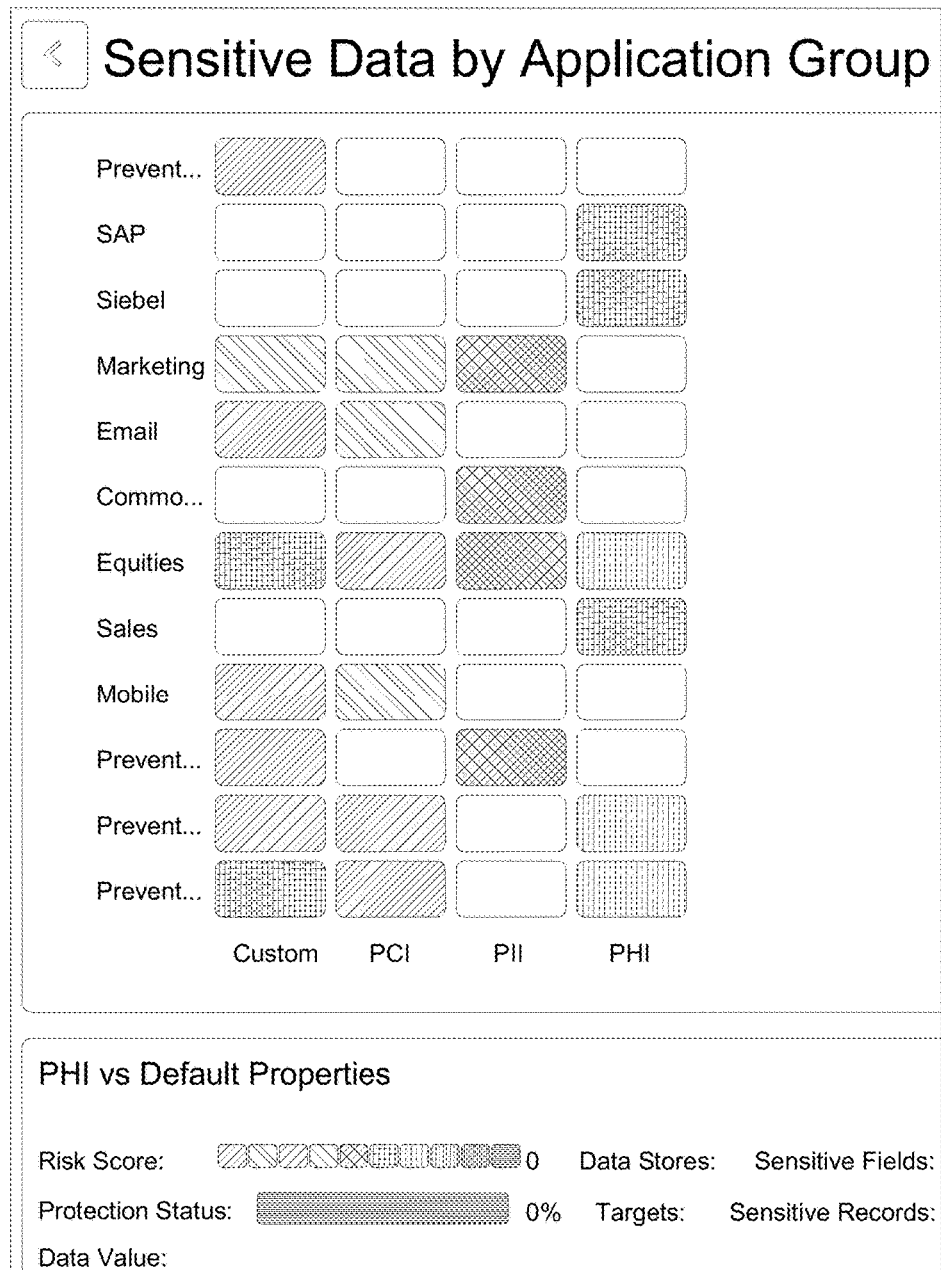 Sensitive Data by Application Group
Prevent...
SAP
Siebel
Marketing
Email
Commo...
Equities
Sales
Mobile
Prevent...
Prevent...
Prevent...
Custom PCI PII PHI
PHI vs Default Properties
Risk Score: 0 Data Stores: Sensitive Fields:
Protection Status: 0% Targets: Sensitive Records:
Data Value: